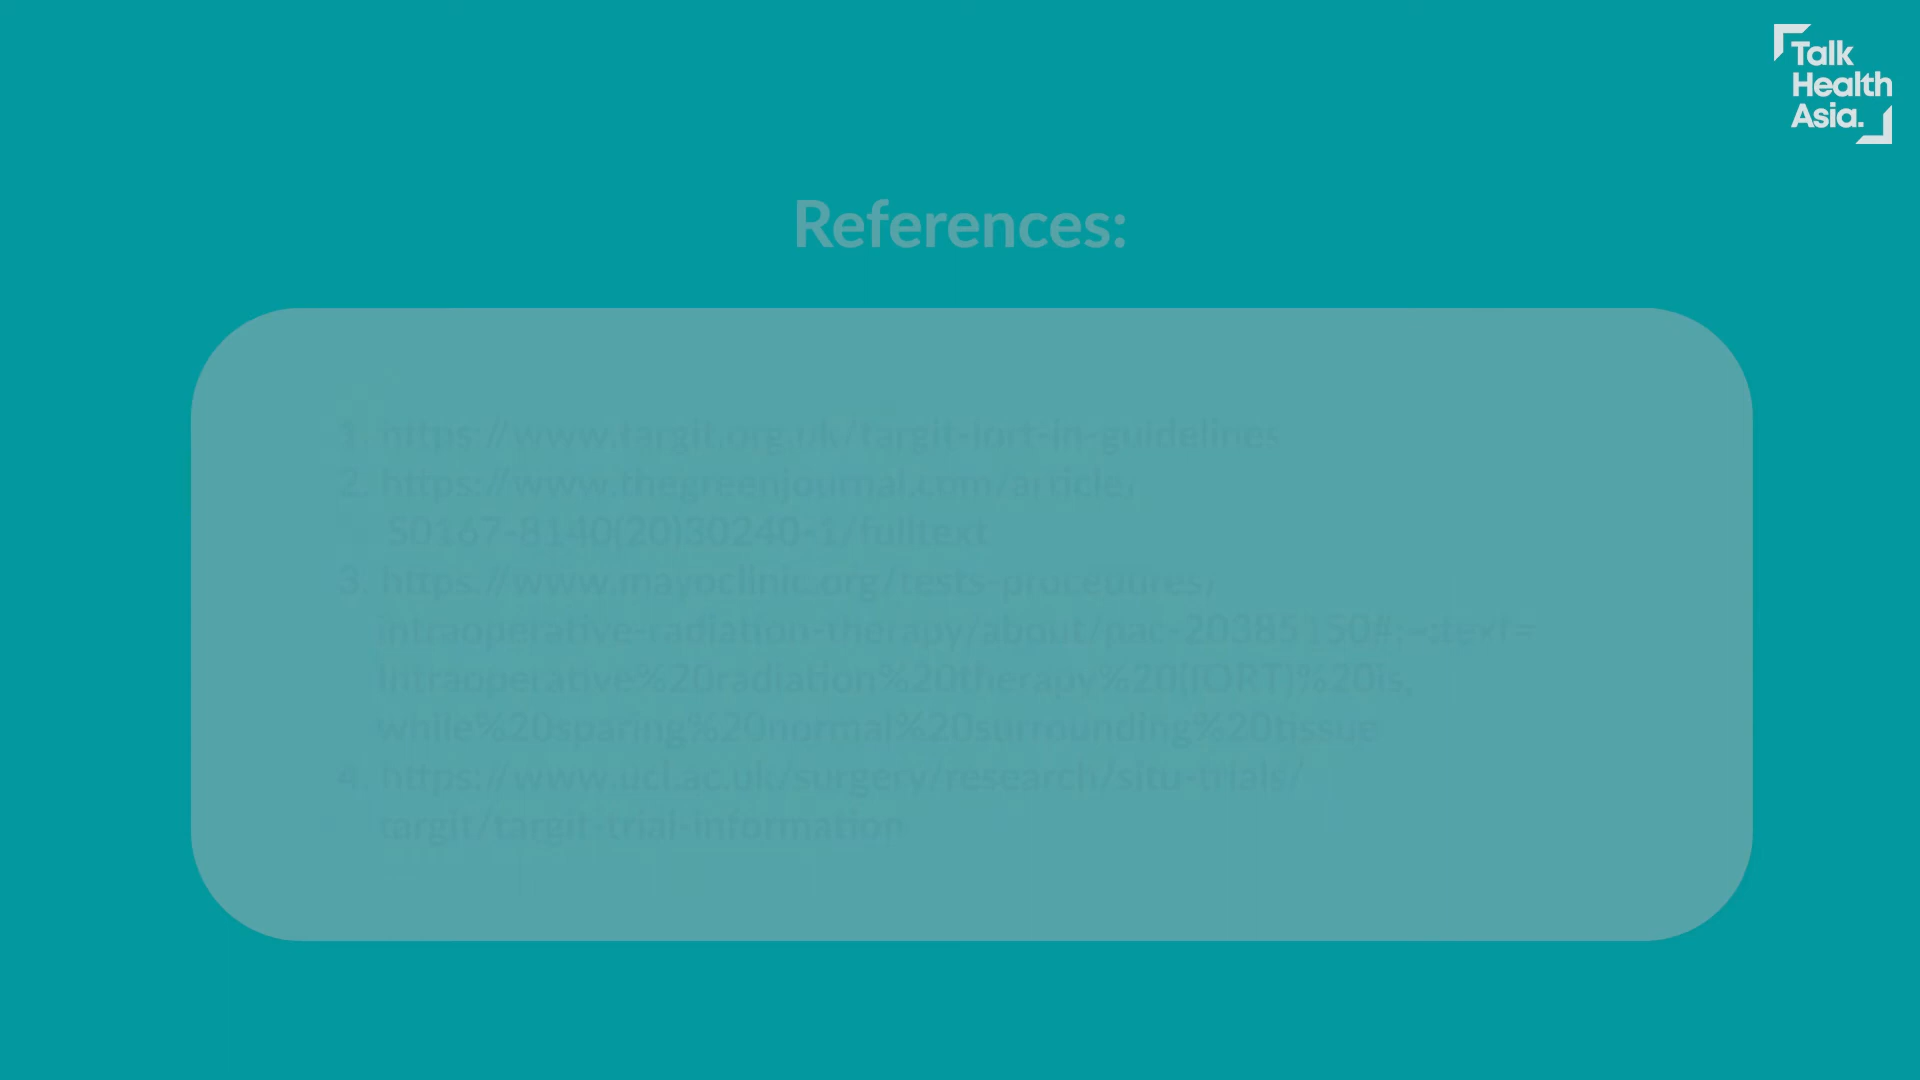 Talk
Health
Asia.
References:
1. https://www.targit.org.uk/targit-iort-in-guidelines
2. https://www.thegreenjournal.com/article/
S0167-8140(20)30240-1/fulltext
3. https://www.mayoclinic.org/tests-procedures/
intraoperative-radiation-therapy/about/pac-20385150#:~:text=
Intraoperative%20radiation%20therapy%20(IORT)%20is,
while%20sparing%20normal%20surrounding%20tissue
4. https://www.ucl.ac.uk/surgery/research/situ-trials/
targit/targit-trial-information